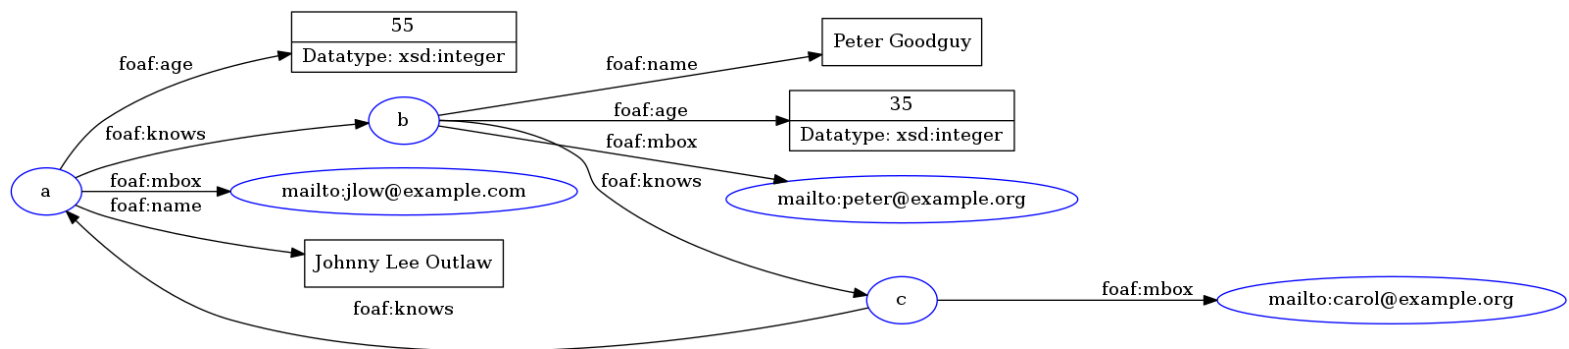 55
Datatype: xsd:integer
Peter Goodguy
foaf:age
foaf:name
35
Datatype: xsd:integer
foaf:age
b
foaf:knows
foaf:mbox
foaf:knows
a
foaf:mbox
mailto:jlow@example.com
mailto:peter@example.org
foaf:name
Johnny Lee Outlaw
foaf:knows
c
foaf:mbox
mailto:carol@example.org